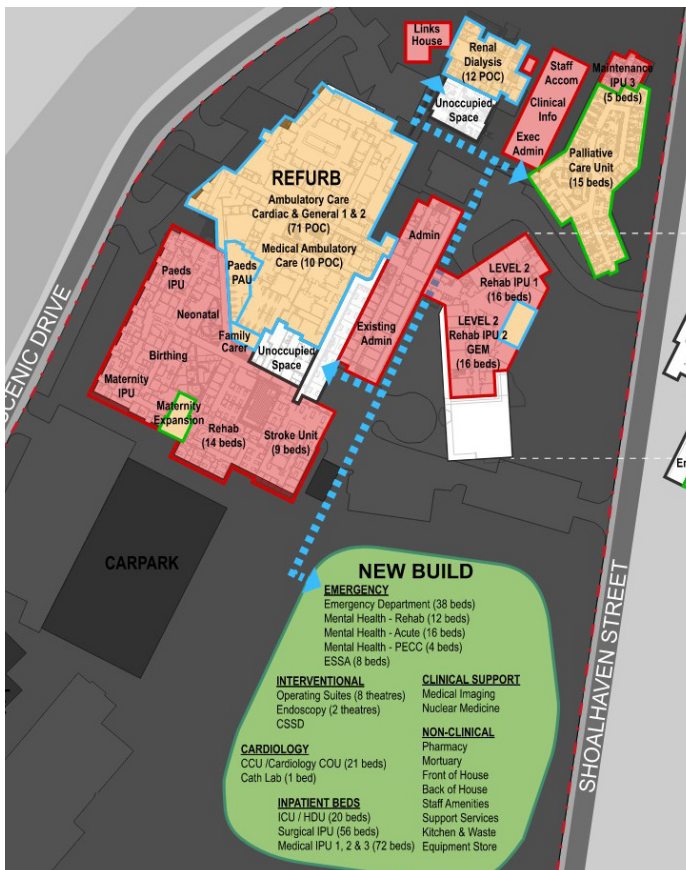 Links
House
Renal
Dialysis
(12 POC)
Unoccupied
Space
Staff
Accom
Clinical
Info
Exec
Admin
Maintenance
IPU 3
(5 beds)
Palliative
Care Unit
(15 beds)
REFURB
Ambulatory Care
Cardiac & General 1 & 2
(71 POC)
Medical Ambulatory
Care (10 POC)
Admin
Existing
Admin
LEVEL 2
Rehab IPU 1
(16 beds)
LEVEL 2
Rehab IPU 2
GEM
(16 beds)
Paeds
IPU
Paeds
PAU
Neonatal
Family
Carer
Birthing
Unoccupied
Space
Maternity
IPU
Maternity
Expansion
Rehab
(14 beds)
Stroke Unit
(9 beds)
SCENIC DRIVE
CARPARK
SHOALHAVEN STREET
NEW BUILD
EMERGENCY
Emergency Department (38 beds)
Mental Health - Rehab (12 beds)
Mental Health - Acute (16 beds)
Mental Health - PECC (4 beds)
ESSA (8 beds)
INTERVENTIONAL
Operating Suites (8 theatres)
Endoscopy (2 theatres)
CSSD
CARDIOLOGY
CCU /Cardiology COU (21 beds)
Cath Lab (1 bed)
INPATIENT BEDS
ICU / HDU (20 beds)
Surgical IPU (56 beds)
Medical IPU 1, 2 & 3 (72 beds)
CLINICAL SUPPORT
Medical Imaging
Nuclear Medicine
NON-CLINICAL
Pharmacy
Mortuary
Front of House
Back of House
Staff Amenities
Support Services
Kitchen & Waste
Equipment Store